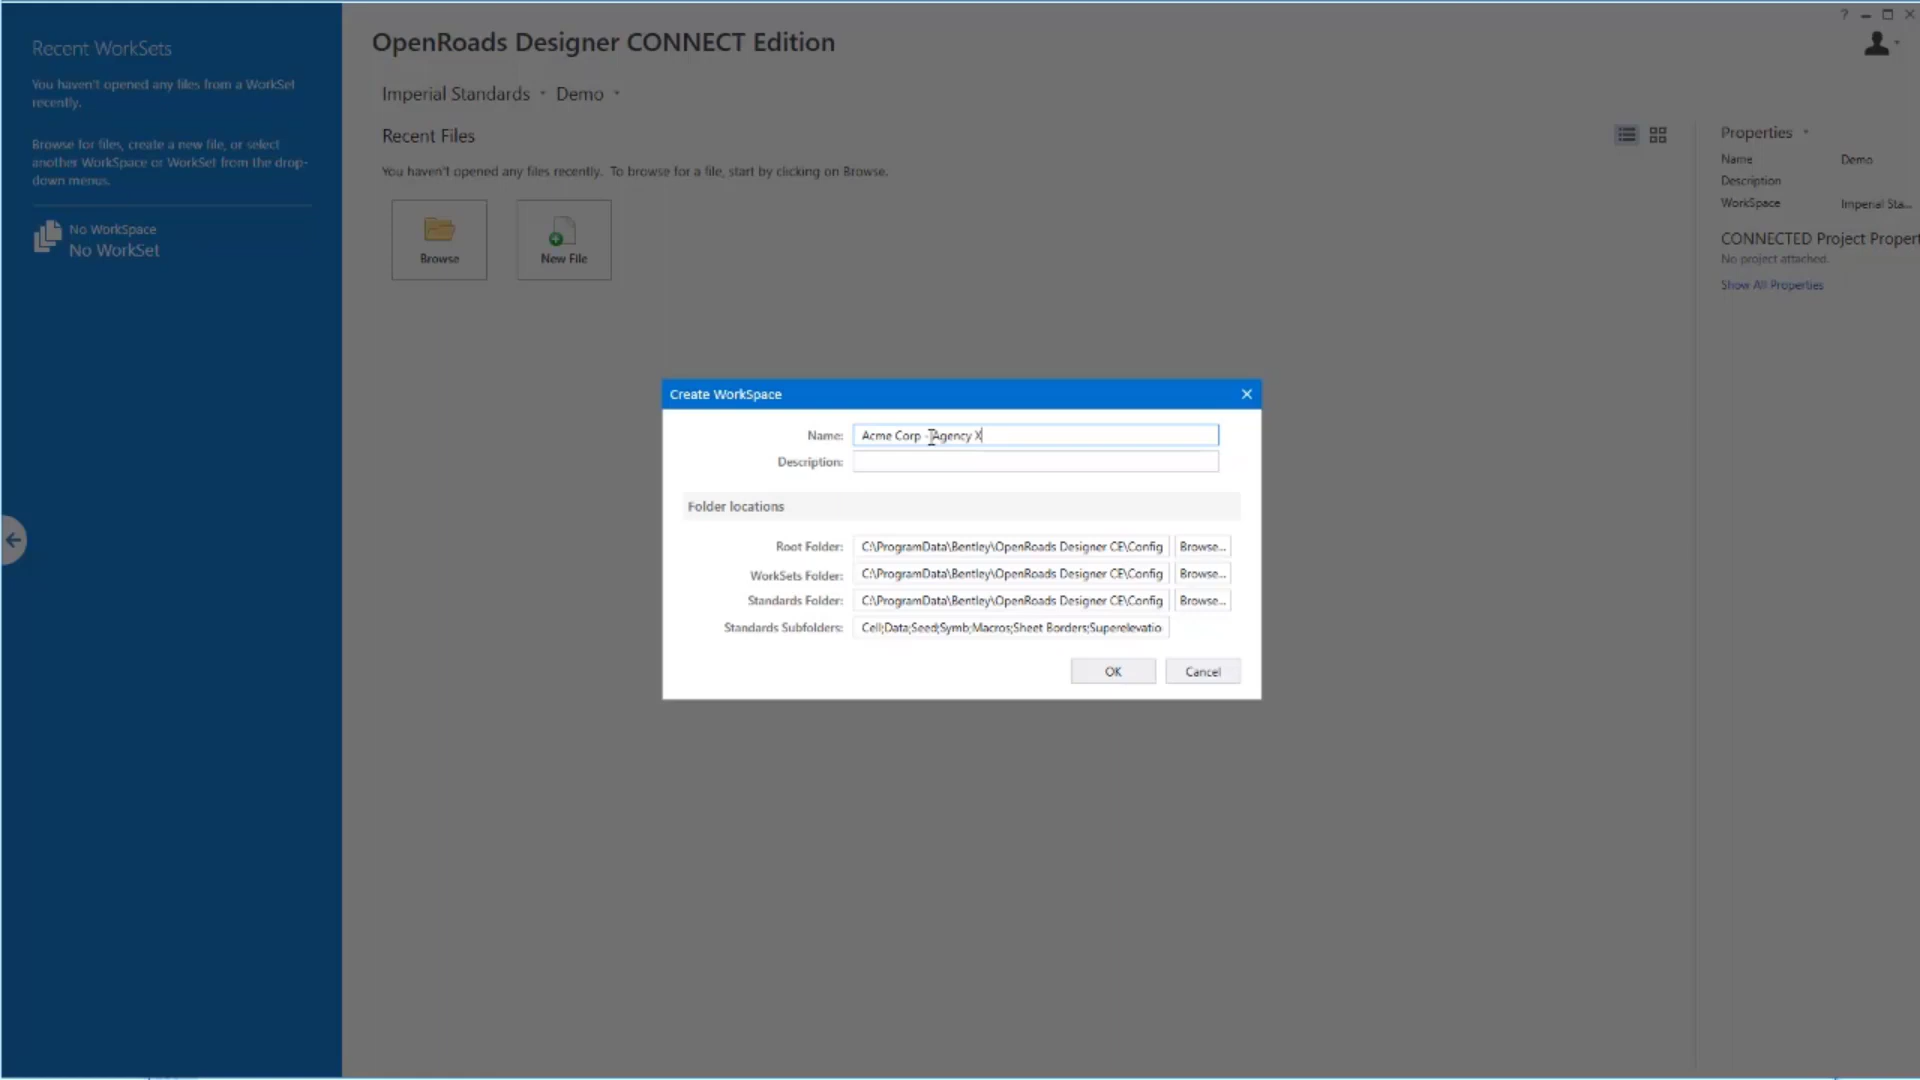 Recent WorkSets
You haven't opened any files from a WorkSet
recently.
Browse for files, create a new file, or select
another WorkSpace or WorkSet from the drop-
down menus.
No WorkSpace
No WorkSet
OpenRoads Designer CONNECT Edition
Imperial Standards Demo
Recent Files
You haven't opened any files recently. To browse for a file, start by clicking on Browse.
Browse
New File
Properties
Name Demo
Description
WorkSpace Imperial Sta...
CONNECTED Project Propert
No project attached.
Show All Properties
Create WorkSpace
Name: Acme Corp - Agency X
Description:
Folder locations
Root Folder: C:\ProgramData\Bentley\OpenRoads Designer CE\Config Browse...
WorkSets Folder: C:\ProgramData\Bentley\OpenRoads Designer CE\Config Browse...
Standards Folder: C:\ProgramData\Bentley\OpenRoads Designer CE\Config Browse...
Standards Subfolders: Cell;Data;Seed;Symb;Macros;Sheet Borders;Superelevatio
OK Cancel